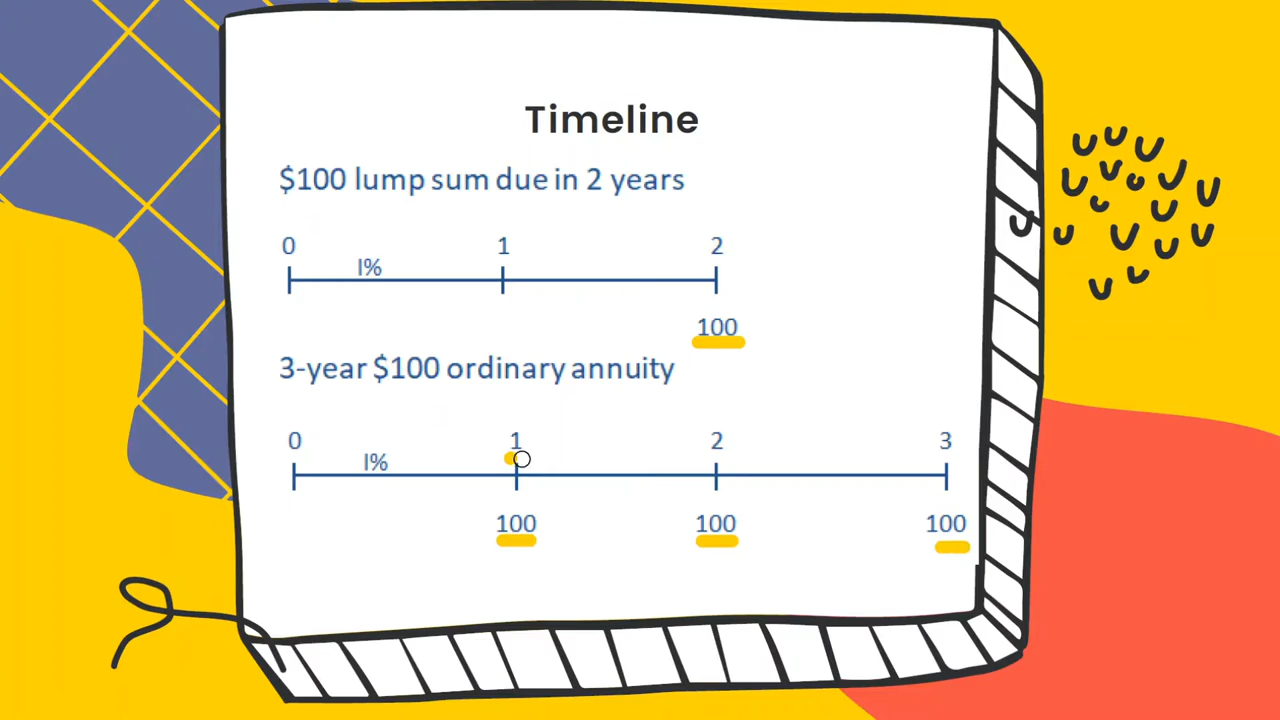 Timeline
$100 lump sum due in 2 years
0 1 2
I%
100
3-year $100 ordinary annuity
0 1 2 3
I%
100 100 100